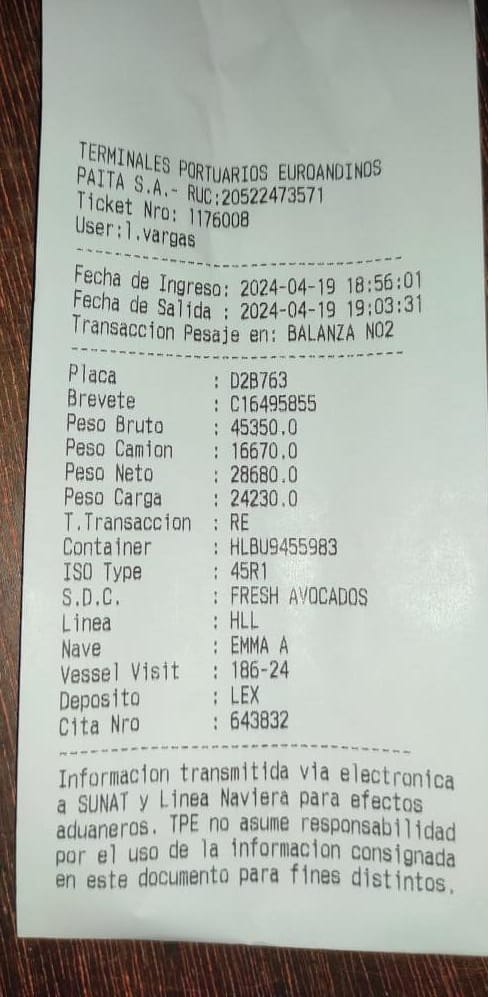 TERMINALES PORTUARIOS EUROANDINOS
PAITA S.A.- RUC:20522473571
Ticket Nro: 1176008
User:l.vargas
Fecha de Ingreso: 2024-04-19 18:56:01
Fecha de Salida : 2024-04-19 19:03:31
Transaccion Pesaje en: BALANZA NO2
Placa : D2B763
Brevete : C16495855
Peso Bruto : 45350.0
Peso Camion : 16670.0
Peso Neto : 28680.0
Peso Carga : 24230.0
T.Transaccion : RE
Container : HLBU9455983
ISO Type : 45R1
S.D.C. : FRESH AVOCADOS
Linea : HLL
Nave : EMMA A
Vessel Visit : 186-24
Deposito : LEX
Cita Nro : 643832
Informacion transmitida via electronica
a SUNAT y Linea Naviera para efectos
aduaneros. TPE no asume responsabilidad
por el uso de la informacion consignada
en este documento para fines distintos.